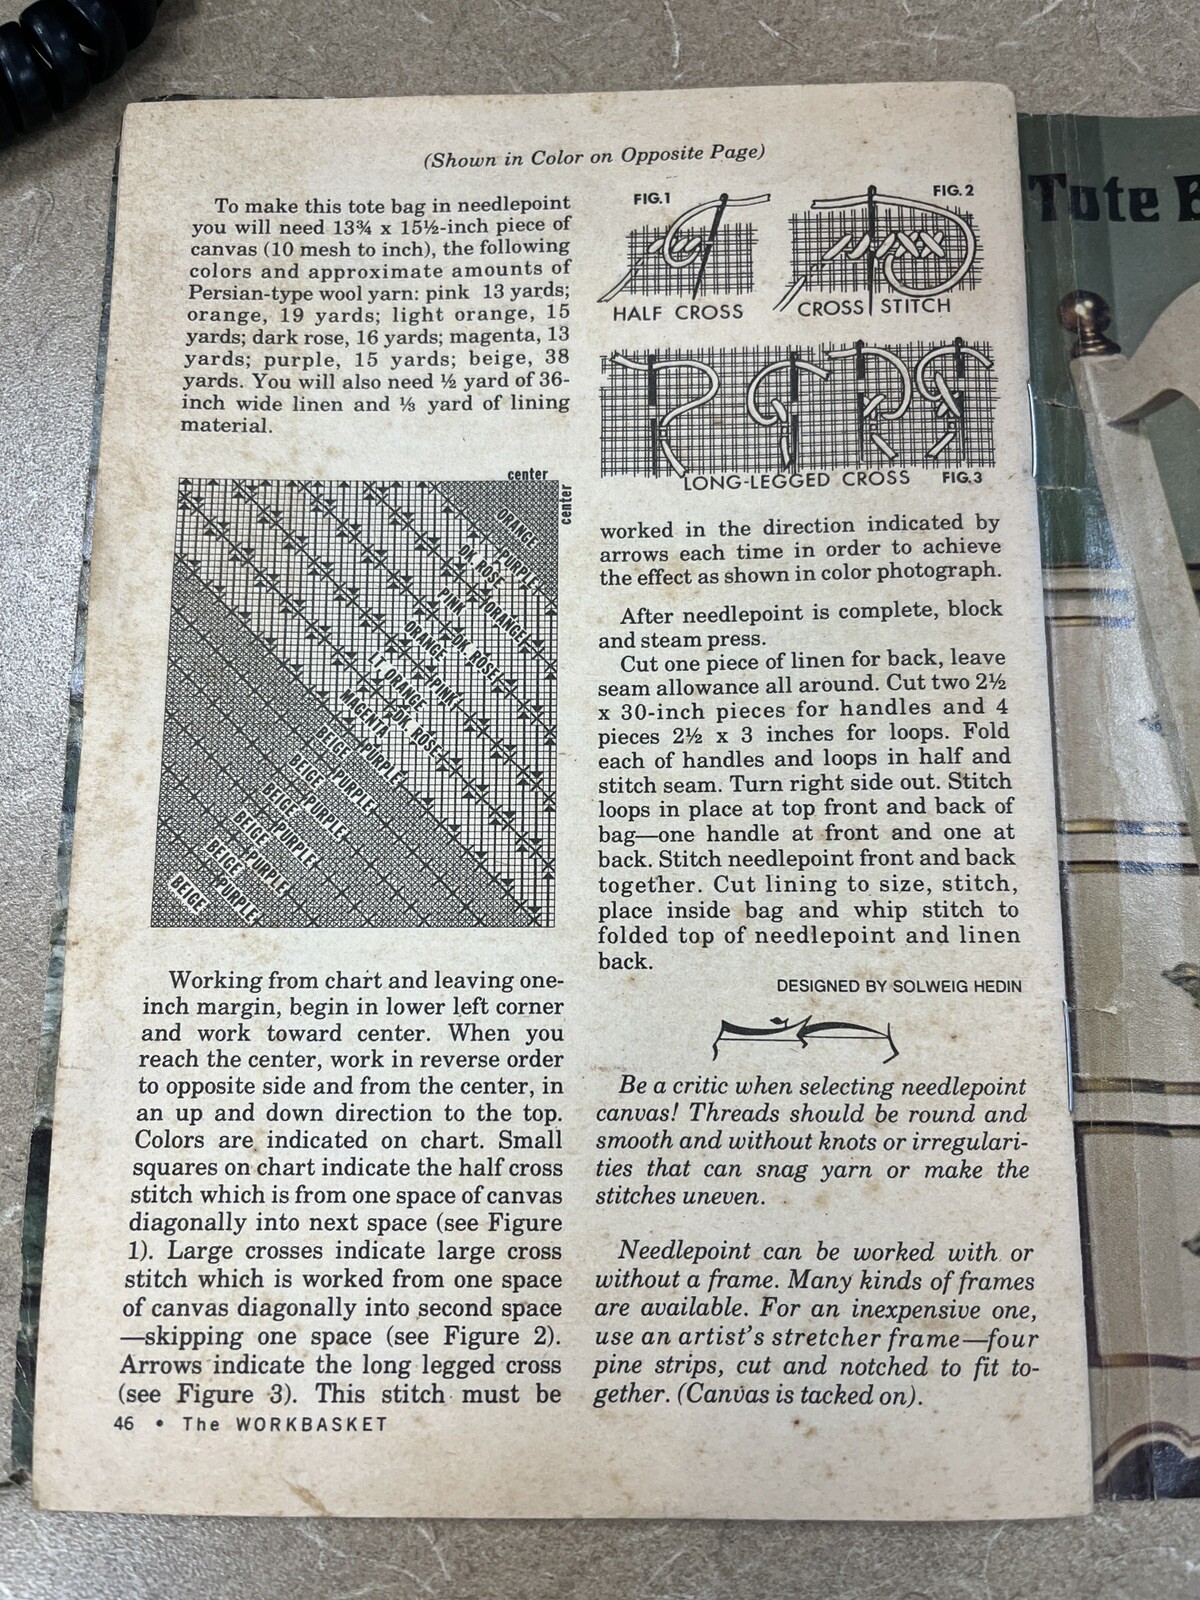 (Shown in Color on Opposite Page)
To make this tote bag in needlepoint
you will need 13¾ x 15½-inch piece of
canvas (10 mesh to inch), the following
colors and approximate amounts of
Persian-type wool yarn: pink 13 yards;
orange, 19 yards; light orange, 15
yards; dark rose, 16 yards; magenta, 13
yards; purple, 15 yards; beige, 38
yards. You will also need ½ yard of 36-
inch wide linen and ⅓ yard of lining
material.
center
center
ORANGE
PURPLE
DK. ROSE
ORANGE
PINK
DK. ROSE
ORANGE
PINK
LT. ORANGE
DK. ROSE
MAGENTA
PURPLE
BEIGE
PURPLE
BEIGE
PURPLE
BEIGE
PURPLE
BEIGE
PURPLE
BEIGE
PURPLE
BEIGE
Working from chart and leaving one-
inch margin, begin in lower left corner
and work toward center. When you
reach the center, work in reverse order
to opposite side and from the center, in
an up and down direction to the top.
Colors are indicated on chart. Small
squares on chart indicate the half cross
stitch which is from one space of canvas
diagonally into next space (see Figure
1). Large crosses indicate large cross
stitch which is worked from one space
of canvas diagonally into second space
—skipping one space (see Figure 2).
Arrows indicate the long legged cross
(see Figure 3). This stitch must be
46 • The WORKBASKET
FIG.1
HALF CROSS
FIG.2
CROSS STITCH
LONG-LEGGED CROSS FIG.3
worked in the direction indicated by
arrows each time in order to achieve
the effect as shown in color photograph.
After needlepoint is complete, block
and steam press.
Cut one piece of linen for back, leave
seam allowance all around. Cut two 2½
x 30-inch pieces for handles and 4
pieces 2½ x 3 inches for loops. Fold
each of handles and loops in half and
stitch seam. Turn right side out. Stitch
loops in place at top front and back of
bag—one handle at front and one at
back. Stitch needlepoint front and back
together. Cut lining to size, stitch,
place inside bag and whip stitch to
folded top of needlepoint and linen
back.
DESIGNED BY SOLWEIG HEDIN
Be a critic when selecting needlepoint
canvas! Threads should be round and
smooth and without knots or irregulari-
ties that can snag yarn or make the
stitches uneven.
Needlepoint can be worked with or
without a frame. Many kinds of frames
are available. For an inexpensive one,
use an artist's stretcher frame—four
pine strips, cut and notched to fit to-
gether. (Canvas is tacked on).
Tote